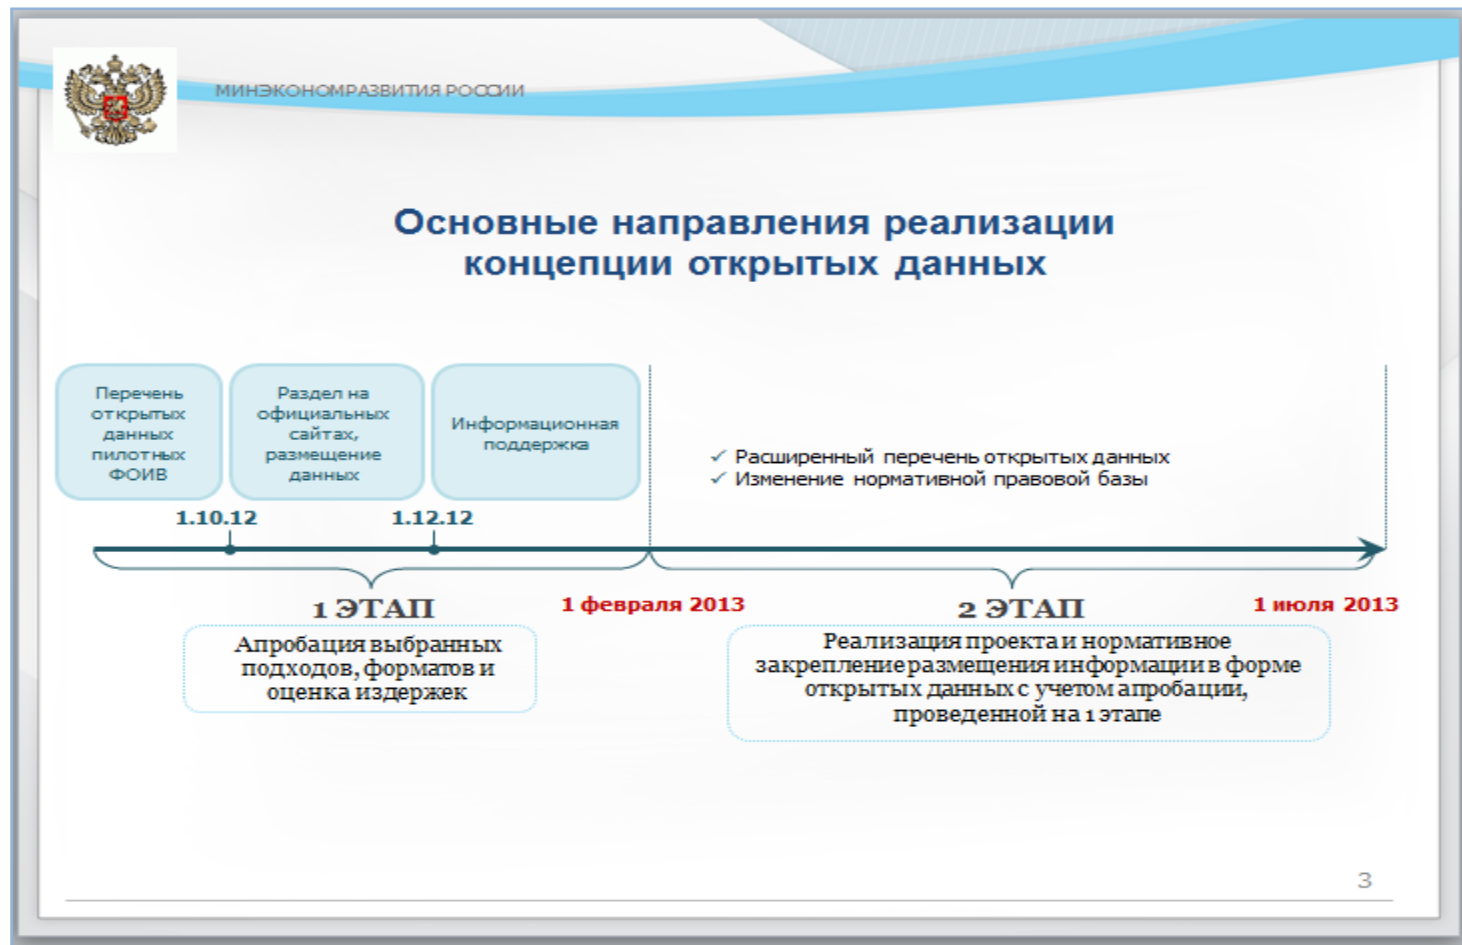 МИНЭКОНОМРАЗВИТИЯ РОССИИ
Основные направления реализации
концепции открытых данных
Перечень
открытых
данных
пилотных
ФОИВ
Раздел на
официальных
сайтах,
размещение
данных
Информационная
поддержка
✓ Расширенный перечень открытых данных
✓ Изменение нормативной правовой базы
1.10.12
1.12.12
1 ЭТАП
1 февраля 2013
2 ЭТАП
1 июля 2013
Апробация выбранных
подходов, форматов и
оценка издержек
Реализация проекта и нормативное
закрепление размещения информации в форме
открытых данных с учетом апробации,
проведенной на 1 этапе
3